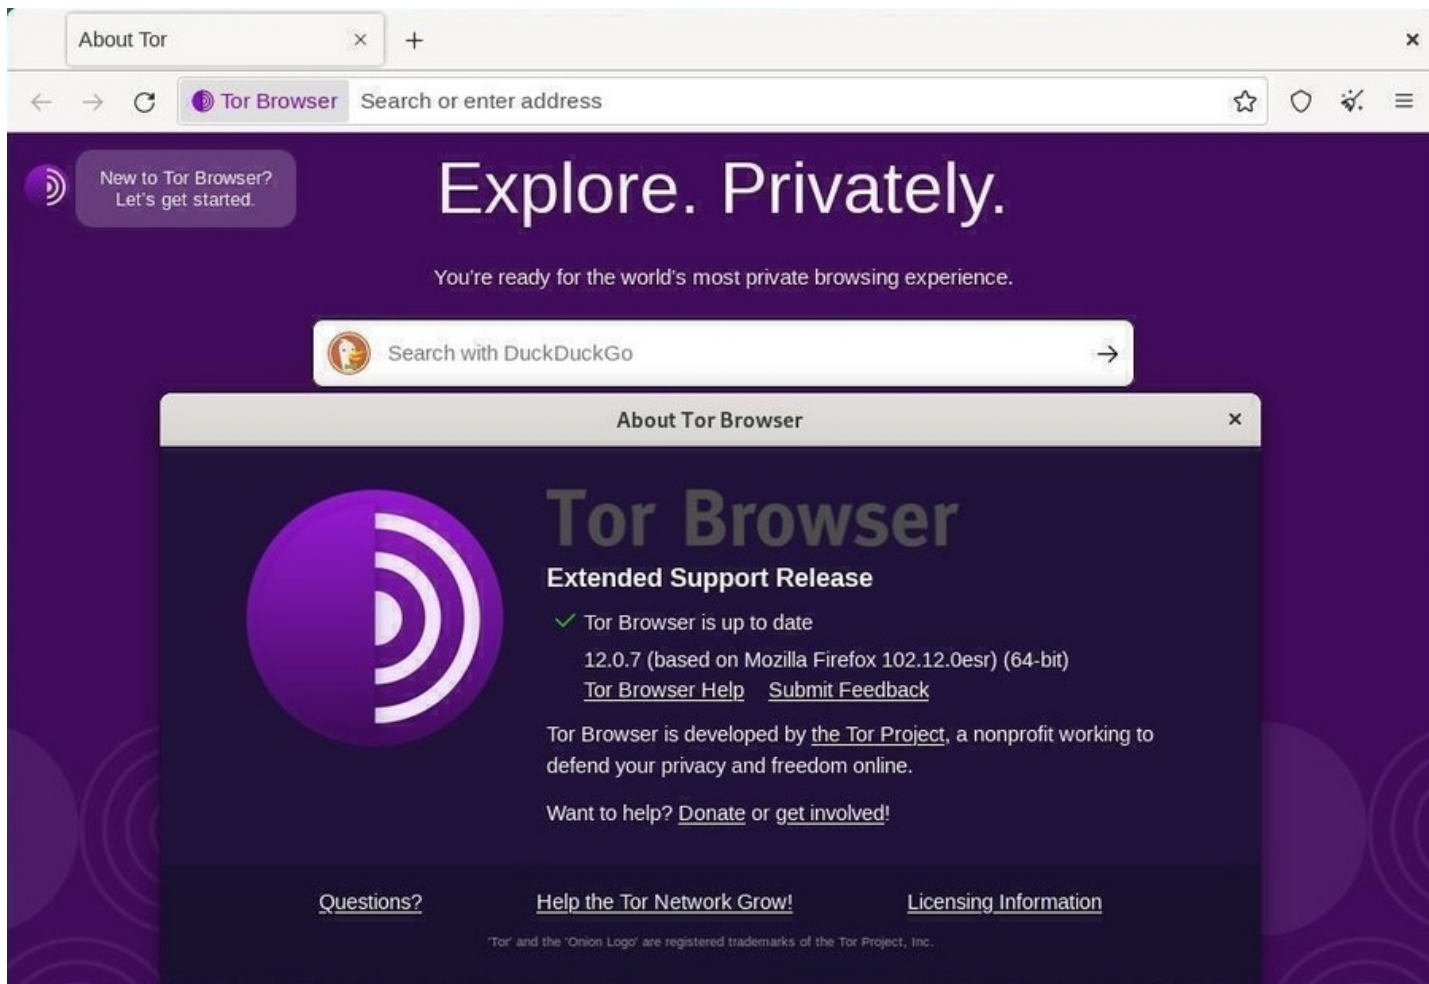 About Tor
Tor Browser Search or enter address
New to Tor Browser?
Let's get started.
Explore. Privately.
You're ready for the world's most private browsing experience.
Search with DuckDuckGo
About Tor Browser
Tor Browser
Extended Support Release
Tor Browser is up to date
12.0.7 (based on Mozilla Firefox 102.12.0esr) (64-bit)
Tor Browser Help Submit Feedback
Tor Browser is developed by the Tor Project, a nonprofit working to
defend your privacy and freedom online.
Want to help? Donate or get involved!
Questions? Help the Tor Network Grow! Licensing Information
'Tor' and the 'Onion Logo' are registered trademarks of the Tor Project, Inc.